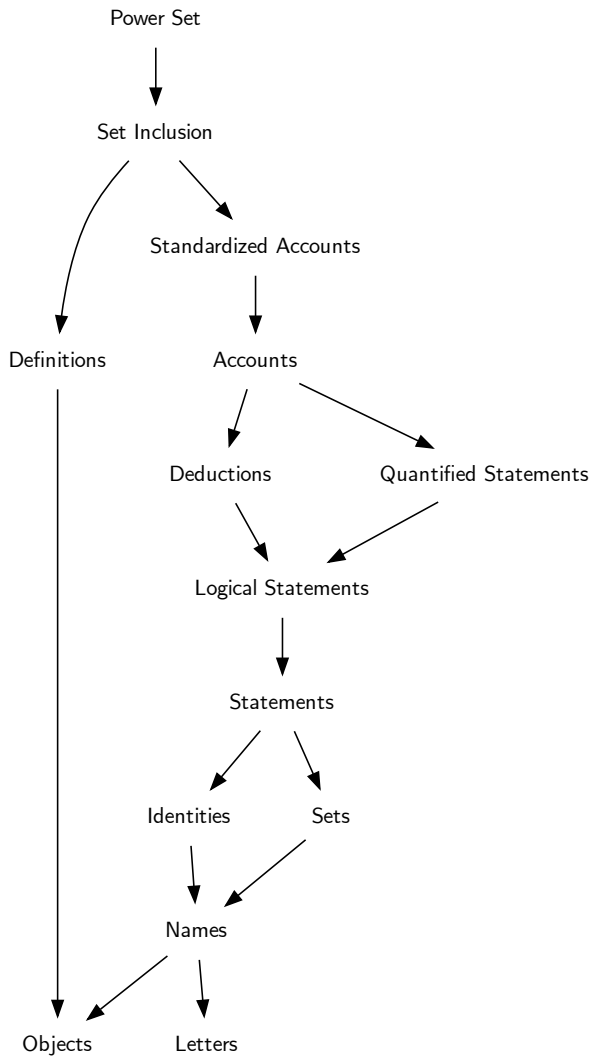 Power Set
Set Inclusion
Standardized Accounts
Definitions
Accounts
Deductions
Quantified Statements
Logical Statements
Statements
Identities
Sets
Names
Objects
Letters